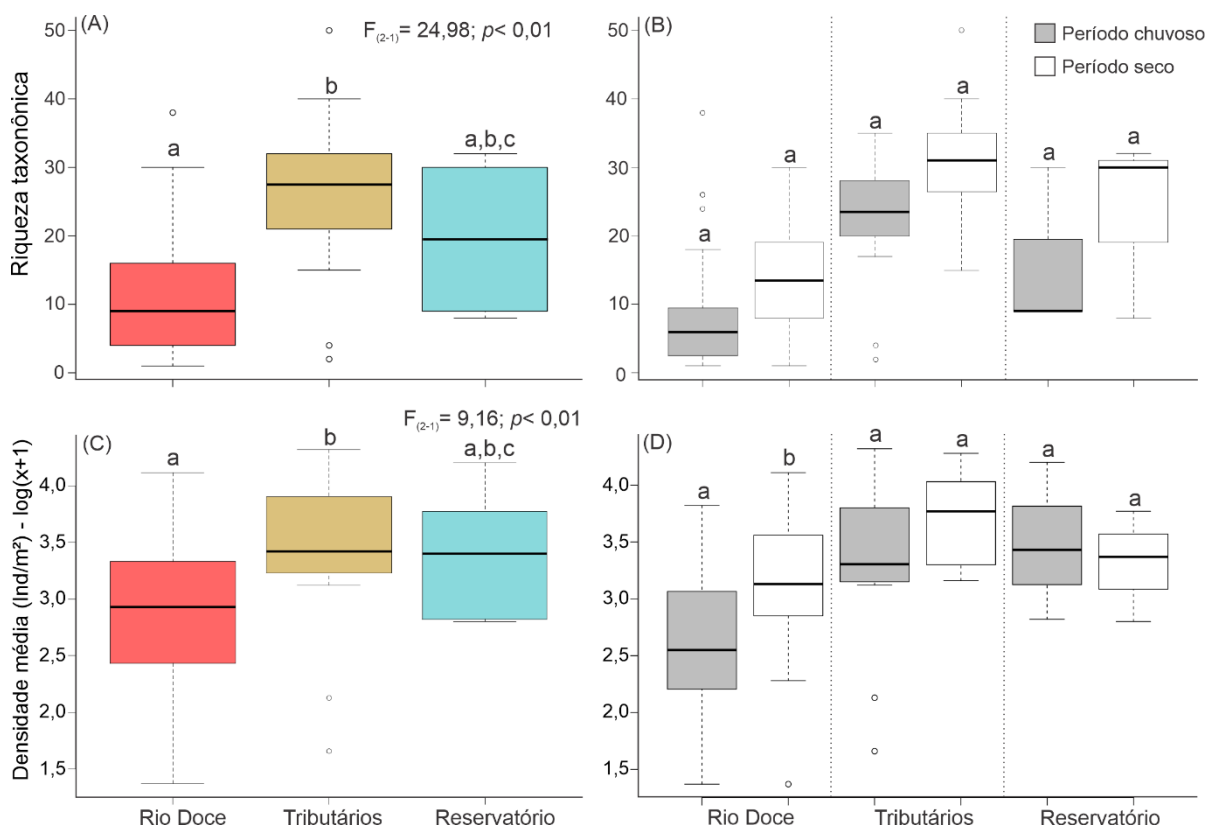 (A)
F(2-1)= 24,98; p< 0,01
Riqueza taxonônica
50
40
30
20
10
0
a
b
a,b,c
(B)
Período chuvoso
Período seco
50
40
30
20
10
0
a
a
a
a
a
a
(C)
F(2-1)= 9,16; p< 0,01
Densidade média (Ind/m²) - log(x+1)
4,0
3,5
3,0
2,5
2,0
1,5
a
b
a,b,c
Rio Doce
Tributários
Reservatório
(D)
4,0
3,5
3,0
2,5
2,0
1,5
a
b
a
a
a
a
Rio Doce
Tributários
Reservatório